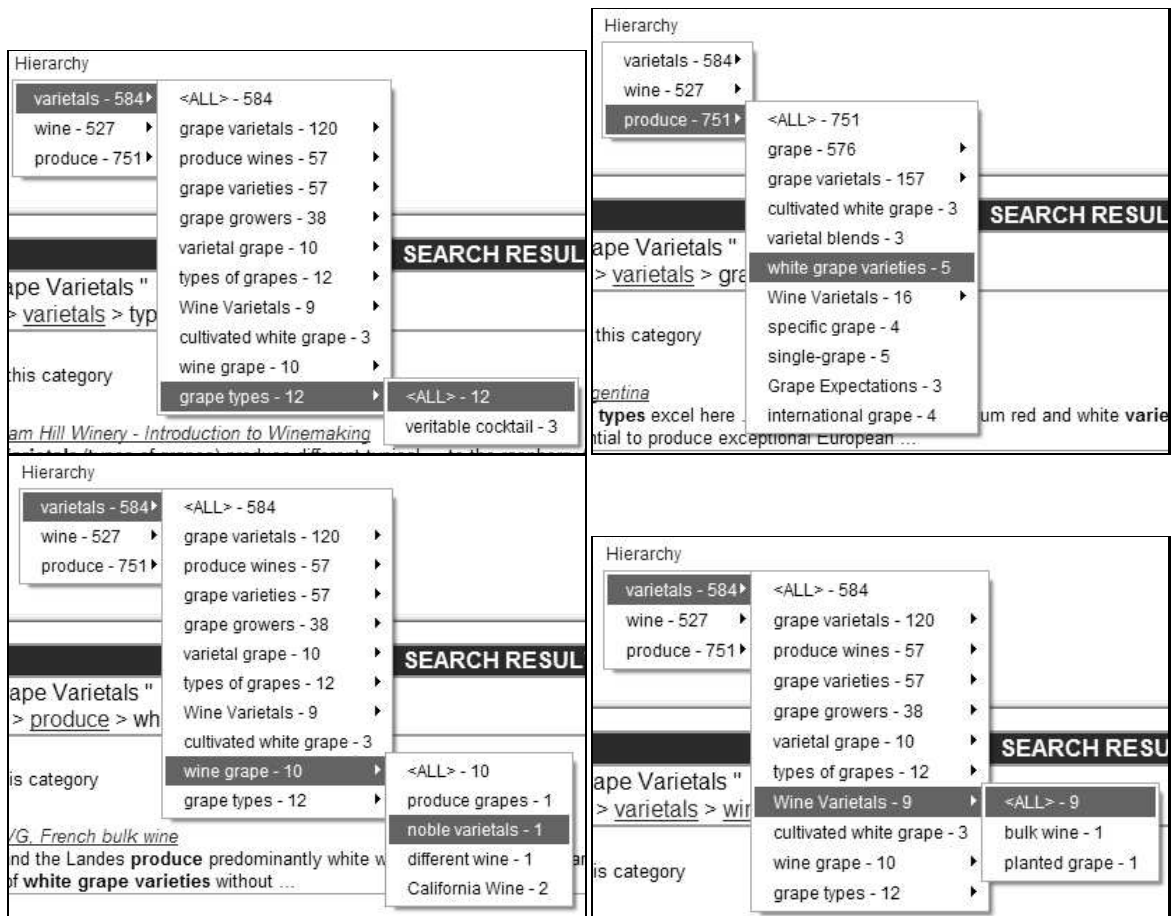 Hierarchy
varietals - 584
wine - 527
produce - 751
<ALL> - 584
grape varietals - 120
produce wines - 57
grape varieties - 57
grape growers - 38
varietal grape - 10
types of grapes - 12
Wine Varietals - 9
cultivated white grape - 3
wine grape - 10
grape types - 12
<ALL> - 12
veritable cocktail - 3
SEARCH RESUL
ape Varietals "
> varietals > typ
this category
am Hill Winery - Introduction to Winemaking
Hierarchy
varietals - 584
wine - 527
produce - 751
<ALL> - 751
grape - 576
grape varietals - 157
cultivated white grape - 3
varietal blends - 3
white grape varieties - 5
Wine Varietals - 16
specific grape - 4
single-grape - 5
Grape Expectations - 3
international grape - 4
SEARCH RESUL
ape Varietals "
> varietals > gra
this category
gentina
types excel here ... um red and white varie
ntial to produce exceptional European ...
Hierarchy
varietals - 584
wine - 527
produce - 751
<ALL> - 584
grape varietals - 120
produce wines - 57
grape varieties - 57
grape growers - 38
varietal grape - 10
types of grapes - 12
Wine Varietals - 9
cultivated white grape - 3
wine grape - 10
grape types - 12
<ALL> - 10
produce grapes - 1
noble varietals - 1
different wine - 1
California Wine - 2
SEARCH RESUL
ape Varietals "
> produce > wh
is category
VG, French bulk wine
nd the Landes produce predominantly white w
of white grape varieties without ...
Hierarchy
varietals - 584
wine - 527
produce - 751
<ALL> - 584
grape varietals - 120
produce wines - 57
grape varieties - 57
grape growers - 38
varietal grape - 10
types of grapes - 12
Wine Varietals - 9
cultivated white grape - 3
wine grape - 10
grape types - 12
<ALL> - 9
bulk wine - 1
planted grape - 1
SEARCH RESU
ape Varietals "
> varietals > win
is category